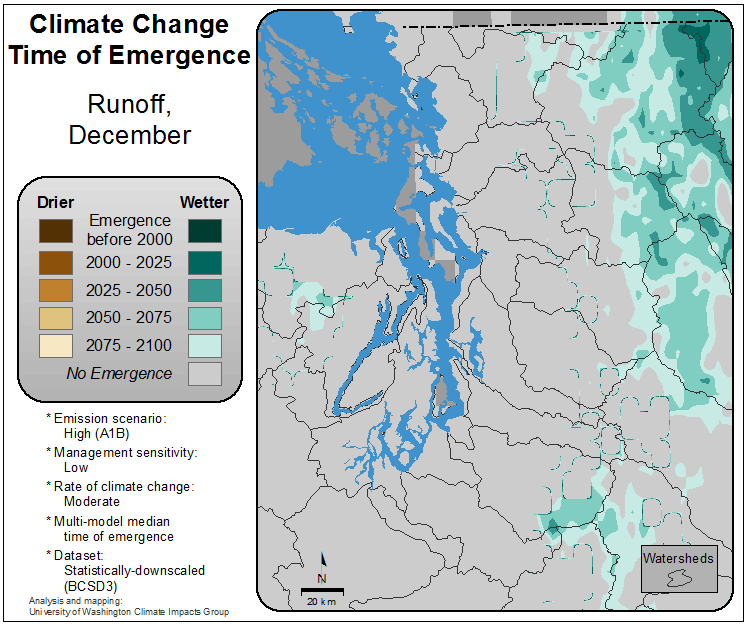 Climate Change
Time of Emergence
Runoff,
December
Drier
Wetter
Emergence
before 2000
2000 - 2025
2025 - 2050
2050 - 2075
2075 - 2100
No Emergence
* Emission scenario:
High (A1B)
* Management sensitivity:
Low
* Rate of climate change:
Moderate
* Multi-model median
time of emergence
* Dataset:
Statistically-downscaled
(BCSD3)
Analysis and mapping:
University of Washington Climate Impacts Group
N
20 km
Watersheds